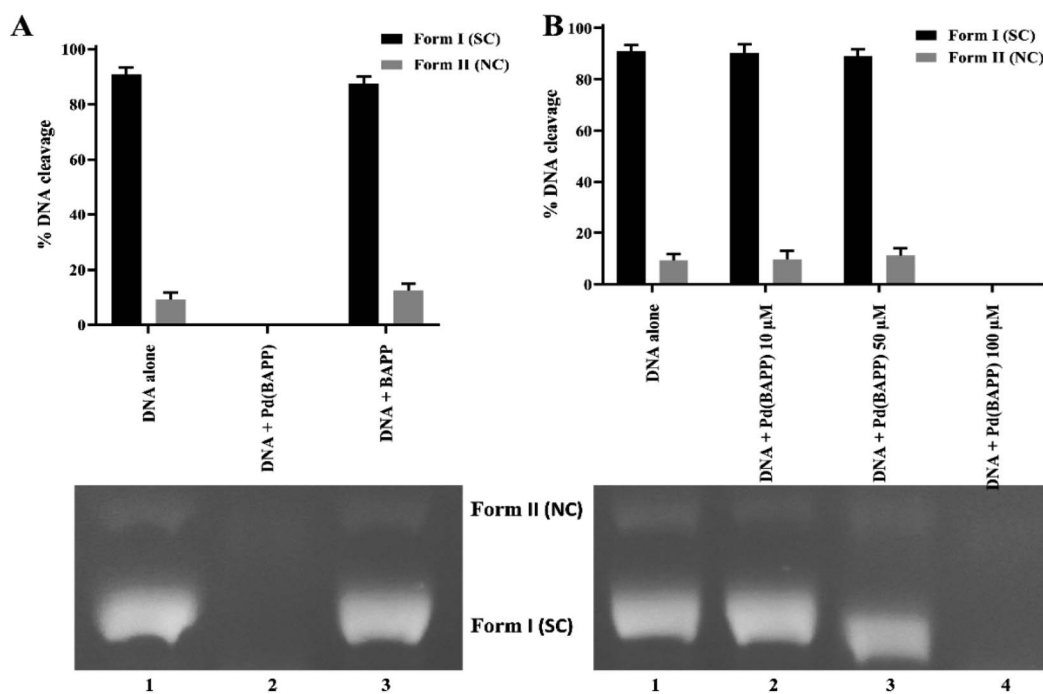 A
Form I (SC)
Form II (NC)
% DNA cleavage
100
80
60
40
20
0
DNA alone
DNA + Pd(BAPP)
DNA + BAPP
B
Form I (SC)
Form II (NC)
% DNA cleavage
100
80
60
40
20
0
DNA alone
DNA + Pd(BAPP) 10 µM
DNA + Pd(BAPP) 50 µM
DNA + Pd(BAPP) 100 µM
Form II (NC)
Form I (SC)
1 2 3
1 2 3 4